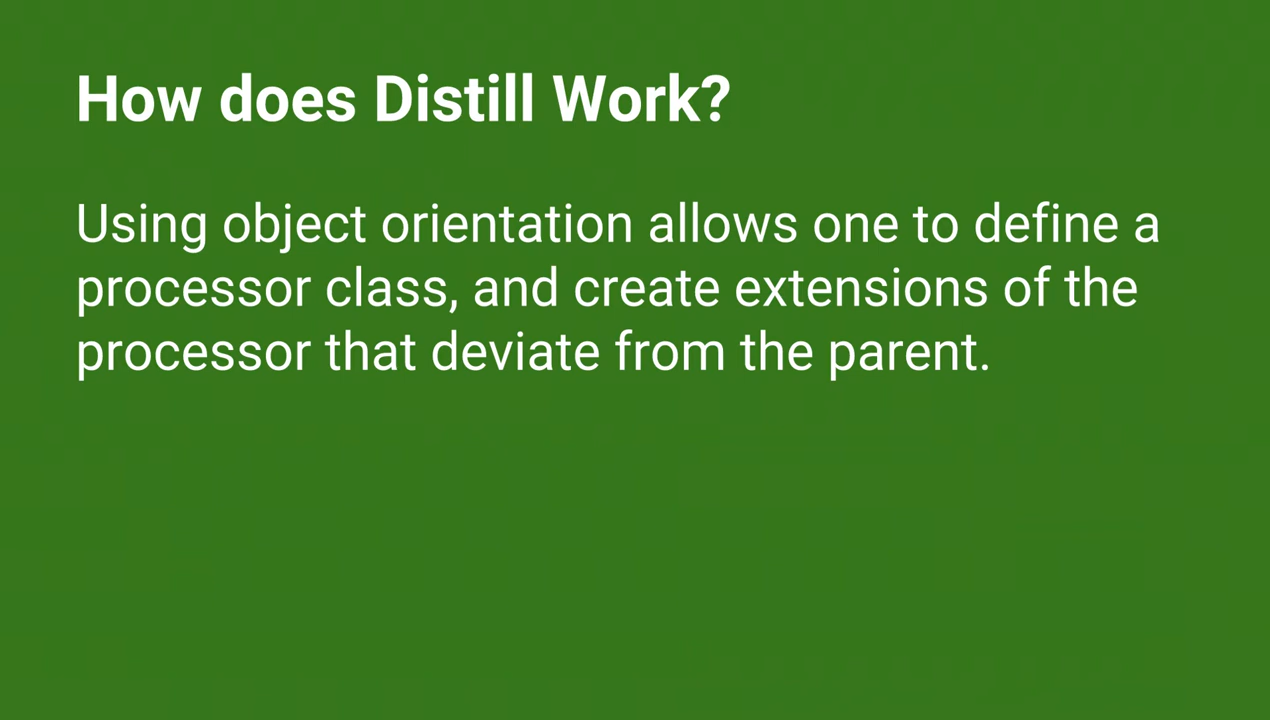 How does Distill Work?
Using object orientation allows one to define a
processor class, and create extensions of the
processor that deviate from the parent.